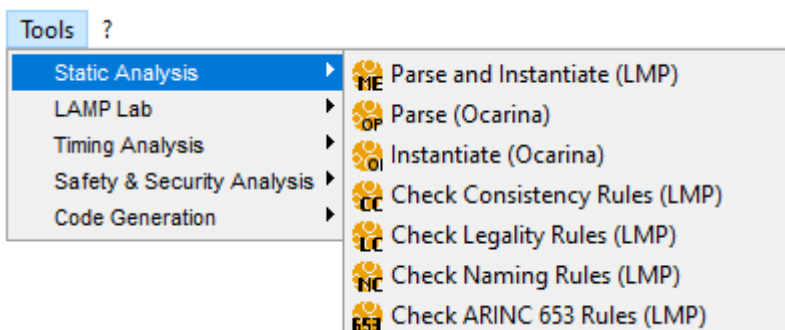 Tools ?
Static Analysis
LAMP Lab
Timing Analysis
Safety & Security Analysis
Code Generation
ME Parse and Instantiate (LMP)
OP Parse (Ocarina)
OI Instantiate (Ocarina)
CC Check Consistency Rules (LMP)
LC Check Legality Rules (LMP)
NC Check Naming Rules (LMP)
653 Check ARINC 653 Rules (LMP)